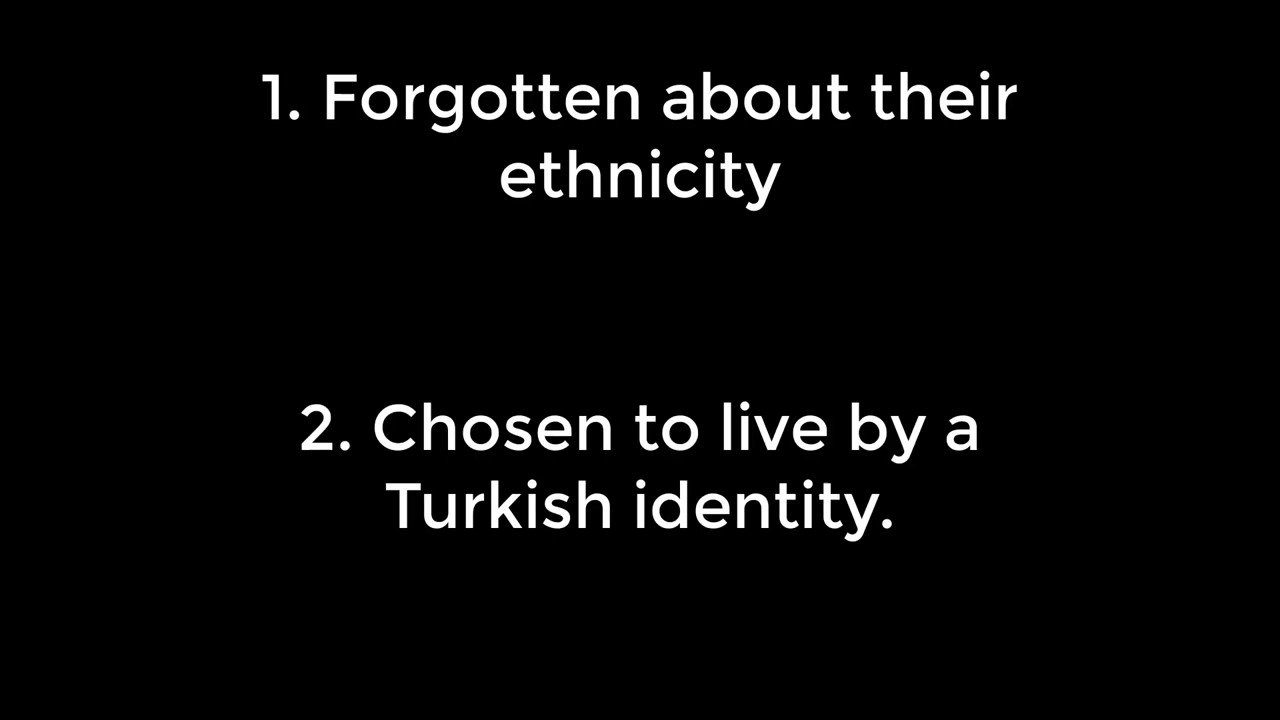 1. Forgotten about their
ethnicity
2. Chosen to live by a
Turkish identity.